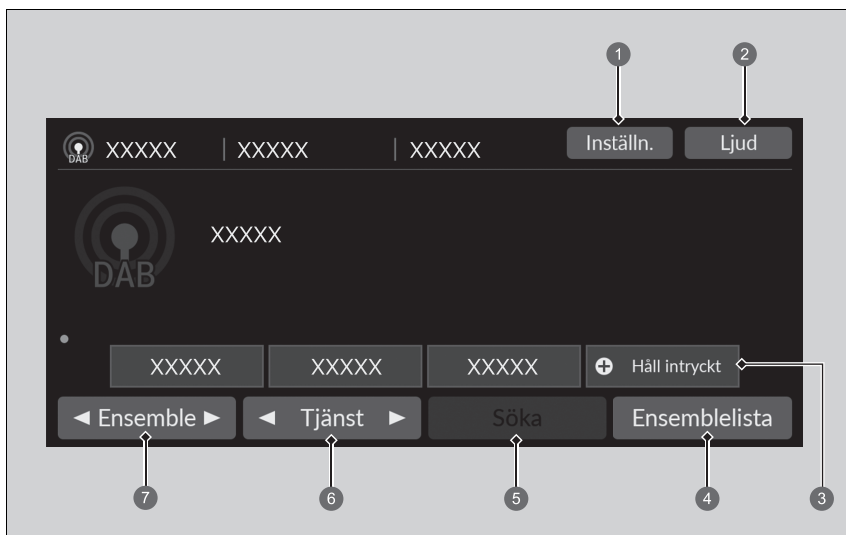 1 2
DAB XXXXX | XXXXX | XXXXX Inställn. Ljud
DAB XXXXX
XXXXX XXXXX XXXXX Håll intryckt
◄ Ensemble ► ◄ Tjänst ► Söka Ensemblelista
7 6 5 4 3